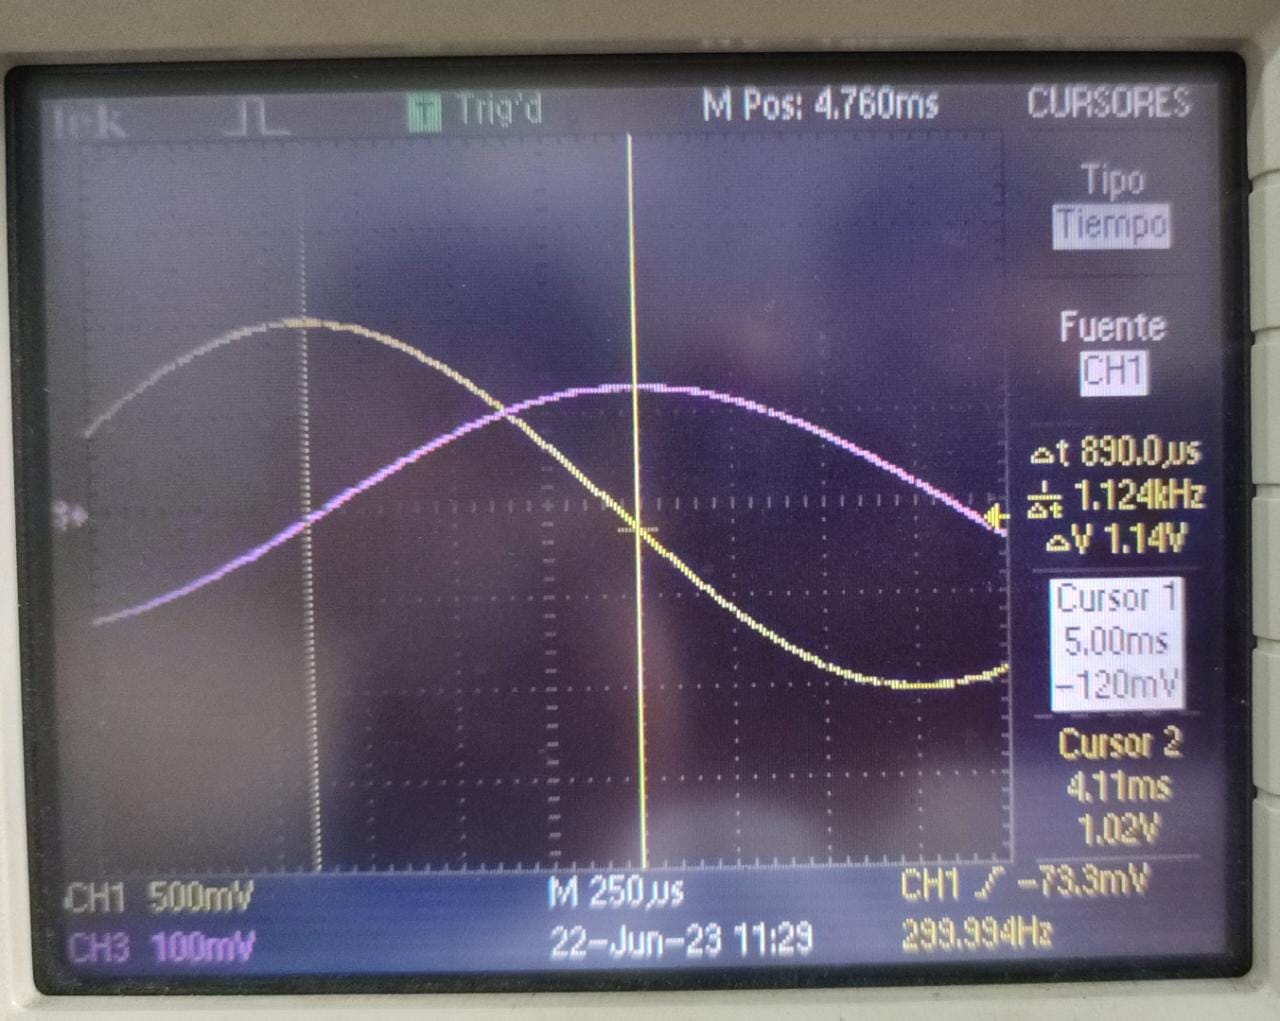 Tek
Trig'd
M Pos: 4.760ms
CURSORES
Tipo
Tiempo
Fuente
CH1
Δt 890.0µs
1/Δt 1.124kHz
ΔV 1.14V
Cursor 1
5.00ms
-120mV
Cursor 2
4.11ms
1.02V
3
CH1 500mV
M 250µs
CH1 -73.3mV
CH3 100mV
22-Jun-23 11:29
299.994Hz